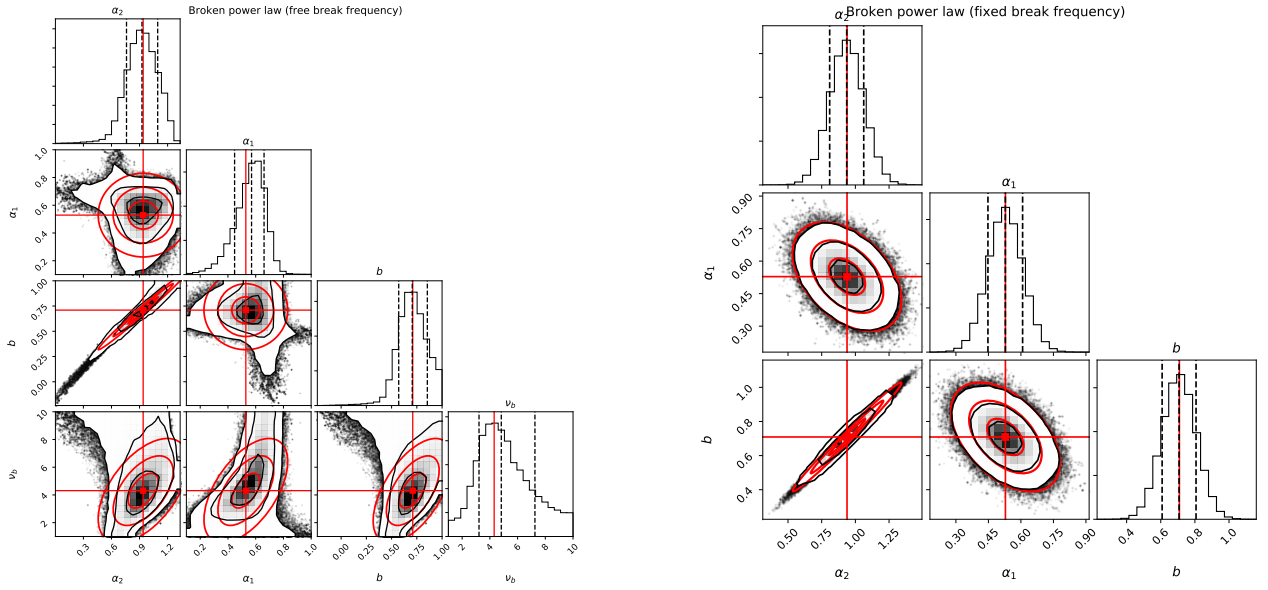 Broken power law (free break frequency)
α₂
α₁
b
ν_b
1.0
0.8
0.6
0.4
0.2
α₁
1.00
0.75
0.50
0.25
0.00
b
10
8
6
4
2
ν_b
0.3 0.6 0.9 1.2
α₂
0.2 0.4 0.6 0.8 1.0
α₁
0.00 0.25 0.50 0.75 1.00
b
2 4 6 8 10
ν_b
Broken power law (fixed break frequency)
α₂
α₁
b
0.90
0.75
0.60
0.45
0.30
α₁
1.0
0.8
0.6
0.4
b
0.50 0.75 1.00 1.25
α₂
0.30 0.45 0.60 0.75 0.90
α₁
0.4 0.6 0.8 1.0
b